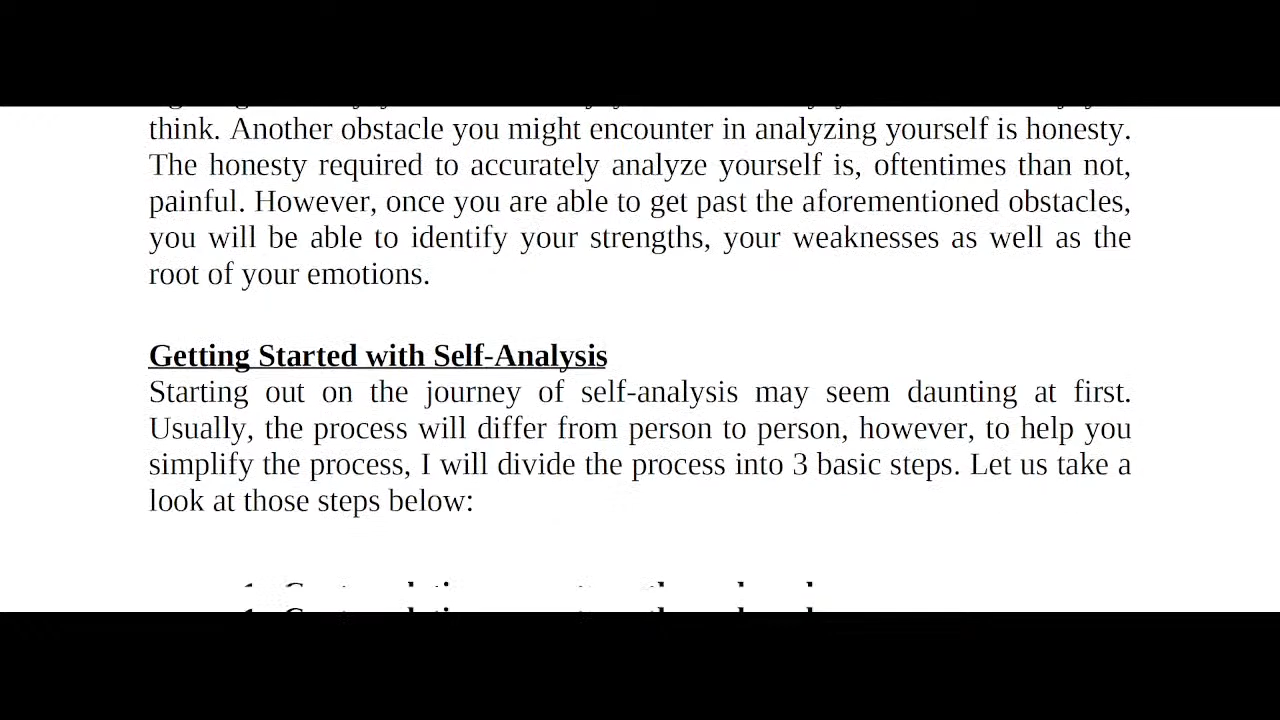 think. Another obstacle you might encounter in analyzing yourself is honesty.
The honesty required to accurately analyze yourself is, oftentimes than not,
painful. However, once you are able to get past the aforementioned obstacles,
you will be able to identify your strengths, your weaknesses as well as the
root of your emotions.
Getting Started with Self-Analysis
Starting out on the journey of self-analysis may seem daunting at first.
Usually, the process will differ from person to person, however, to help you
simplify the process, I will divide the process into 3 basic steps. Let us take a
look at those steps below: